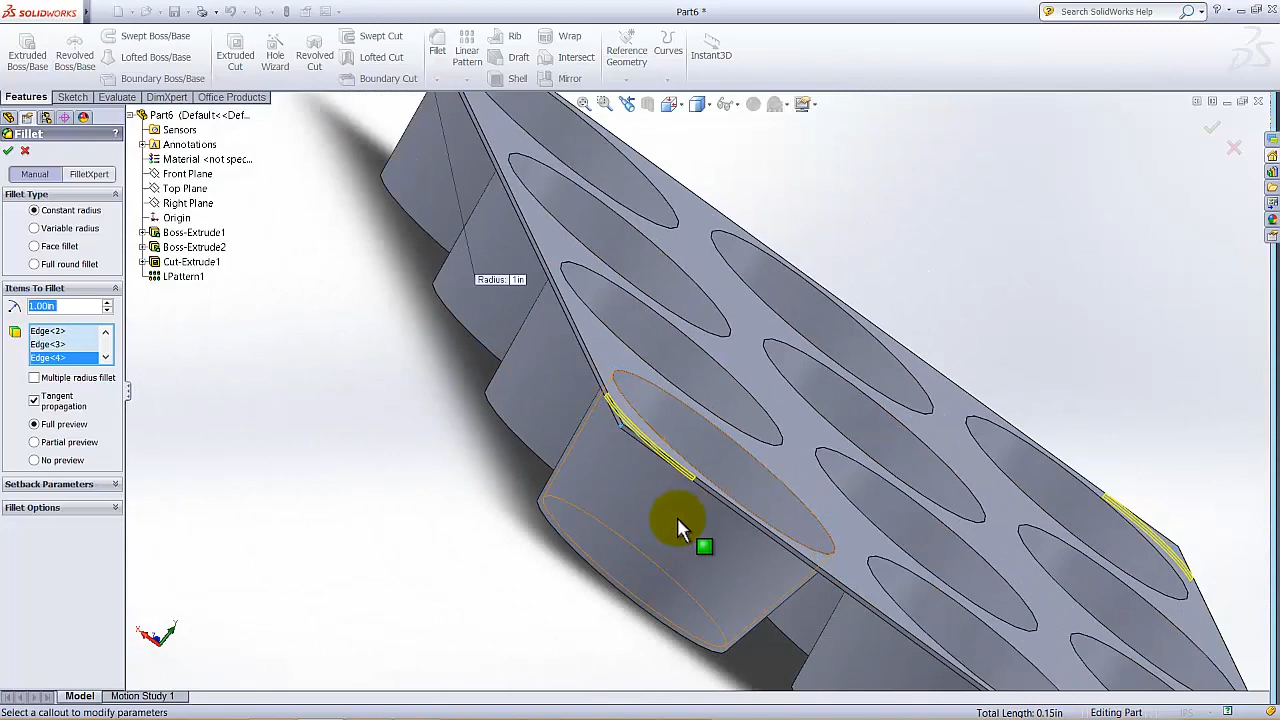 SOLIDWORKS
Part6 *
Search SolidWorks Help
Extruded Boss/Base
Revolved Boss/Base
Swept Boss/Base
Lofted Boss/Base
Boundary Boss/Base
Extruded Cut
Hole Wizard
Revolved Cut
Swept Cut
Lofted Cut
Boundary Cut
Fillet
Linear Pattern
Rib
Draft
Shell
Wrap
Intersect
Mirror
Reference Geometry
Curves
Instant3D
Features
Sketch
Evaluate
DimXpert
Office Products
Fillet
?
Manual
FilletXpert
Fillet Type
Constant radius
Variable radius
Face fillet
Full round fillet
Items To Fillet
1.00in
Edge<2>
Edge<3>
Edge<4>
Multiple radius fillet
Tangent propagation
Full preview
Partial preview
No preview
Setback Parameters
Fillet Options
Part6 (Default<<Def...
Sensors
Annotations
Material <not spec...
Front Plane
Top Plane
Right Plane
Origin
Boss-Extrude1
Boss-Extrude2
Cut-Extrude1
LPattern1
Radius: 1in
X
Y
Z
Model
Motion Study 1
Select a callout to modify parameters
Total Length: 0.15in
Editing Part
IPS